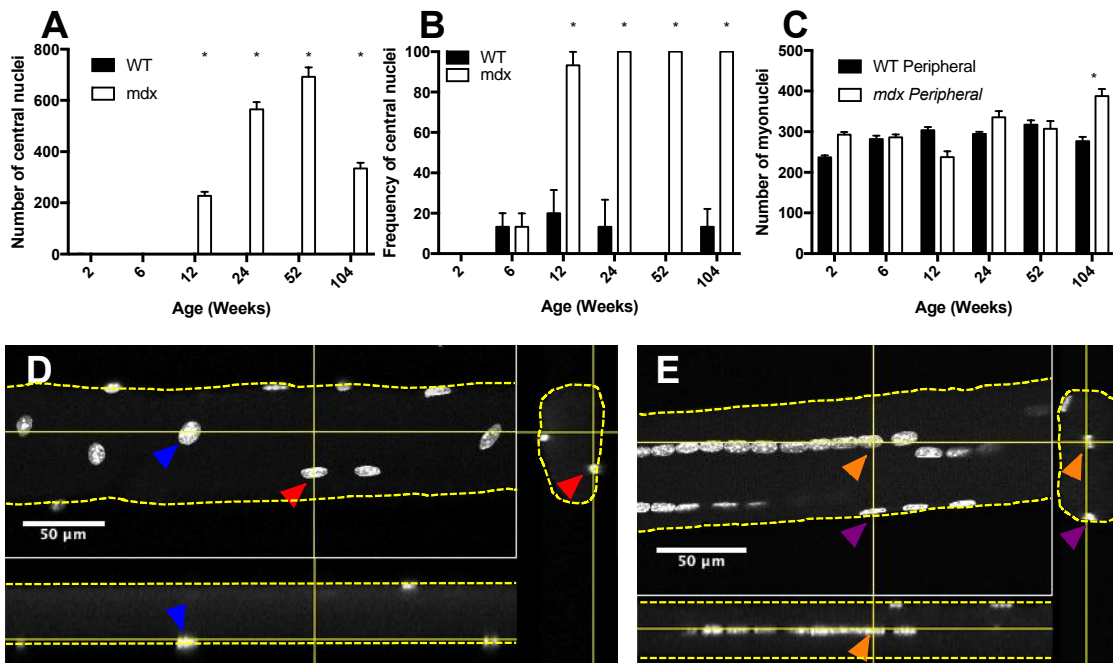 A
Number of central nuclei
800
600
400
200
0
WT
mdx
* * * *
2 6 12 24 52 104
Age (Weeks)
B
Frequency of central nuclei
100
80
60
40
20
0
WT
mdx
* * * *
2 6 12 24 52 104
Age (Weeks)
C
Number of myonuclei
500
400
300
200
100
0
WT Peripheral
mdx Peripheral
*
2 6 12 24 52 104
Age (Weeks)
D
50 µm
E
50 µm